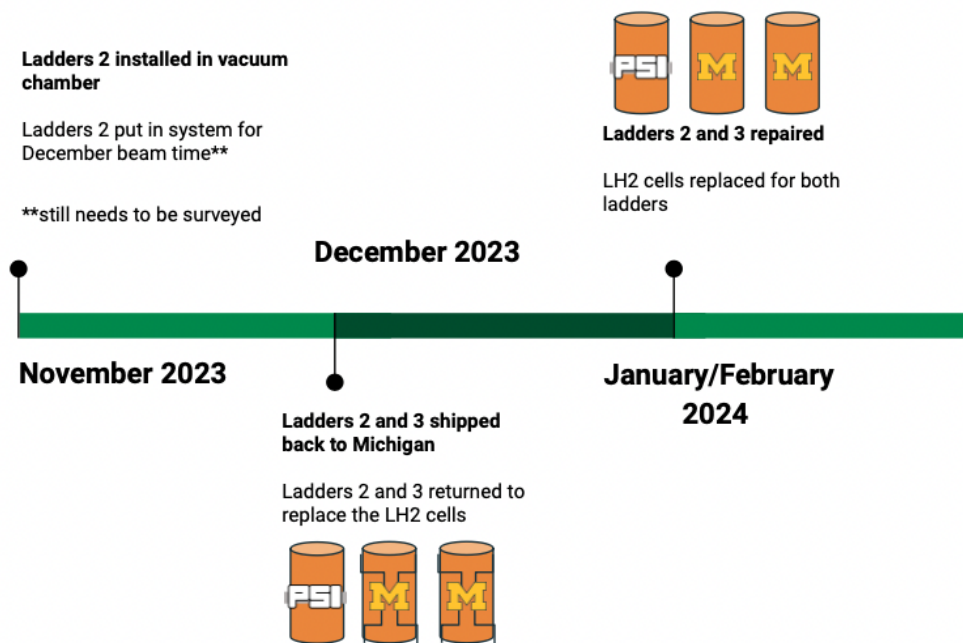 Ladders 2 installed in vacuum
chamber
Ladders 2 put in system for
December beam time**
**still needs to be surveyed
PSI M M
Ladders 2 and 3 repaired
LH2 cells replaced for both
ladders
December 2023
November 2023
January/February
2024
Ladders 2 and 3 shipped
back to Michigan
Ladders 2 and 3 returned to
replace the LH2 cells
PSI M M